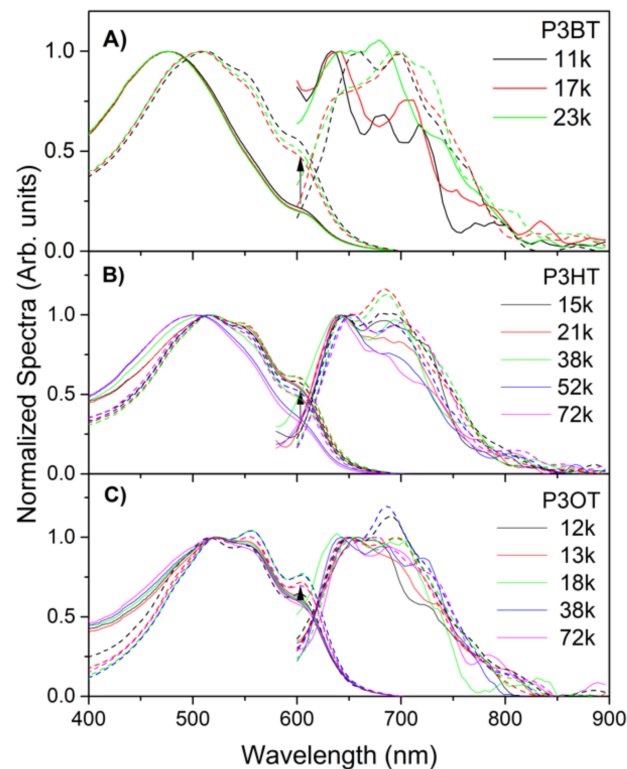 A)
P3BT
11k
17k
23k
1.0
0.5
0.0
B)
P3HT
15k
21k
38k
52k
72k
1.0
0.5
0.0
C)
P3OT
12k
13k
18k
38k
72k
1.0
0.5
0.0
400 500 600 700 800 900
Wavelength (nm)
Normalized Spectra (Arb. units)